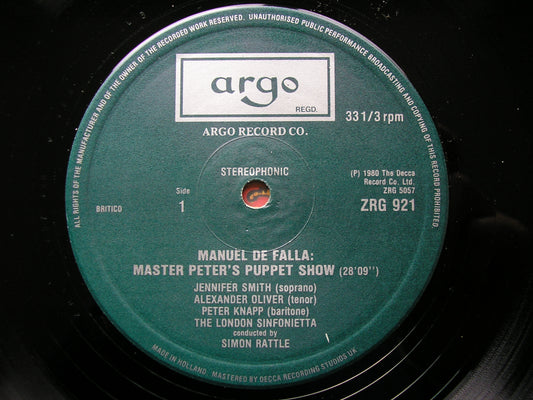 ALL RIGHTS OF THE MANUFACTURER AND OF THE OWNER OF THE RECORDED WORK RESERVED. UNAUTHORISED PUBLIC PERFORMANCE BROADCASTING AND COPYING OF THIS RECORD PROHIBITED
argo
REGD.
33 1/3 rpm
ARGO RECORD CO.
STEREOPHONIC
(P) 1980 The Decca
Record Co. Ltd.
ZRG 5057
BRITICO
Side
1
ZRG 921
MANUEL DE FALLA:
MASTER PETER'S PUPPET SHOW (28'09'')
JENNIFER SMITH (soprano)
ALEXANDER OLIVER (tenor)
PETER KNAPP (baritone)
THE LONDON SINFONIETTA
conducted by
SIMON RATTLE
MADE IN HOLLAND. MASTERED BY DECCA RECORDING STUDIOS UK